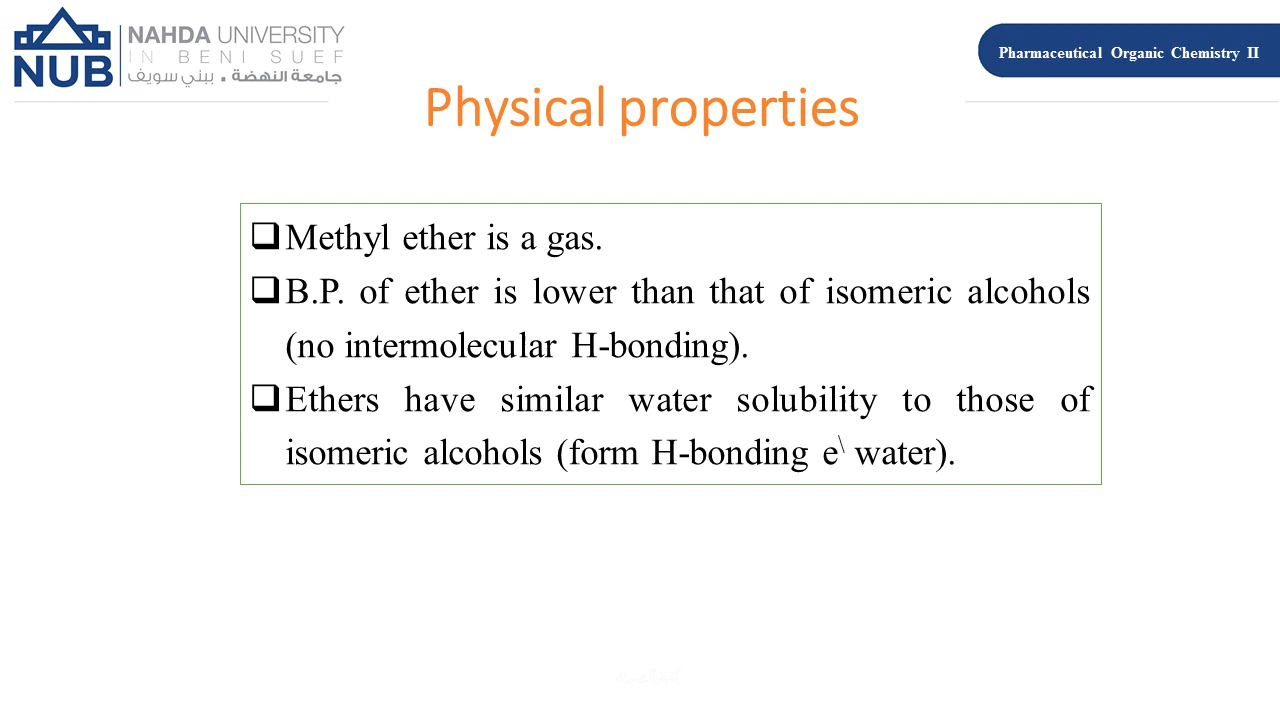 NAHDA UNIVERSITY
IN BENI SUEF
جامعة النهضة . ببني سويف
NUB
Pharmaceutical Organic Chemistry II
Physical properties
❑Methyl ether is a gas.
❑B.P. of ether is lower than that of isomeric alcohols
(no intermolecular H-bonding).
❑Ethers have similar water solubility to those of
isomeric alcohols (form H-bonding e\ water).